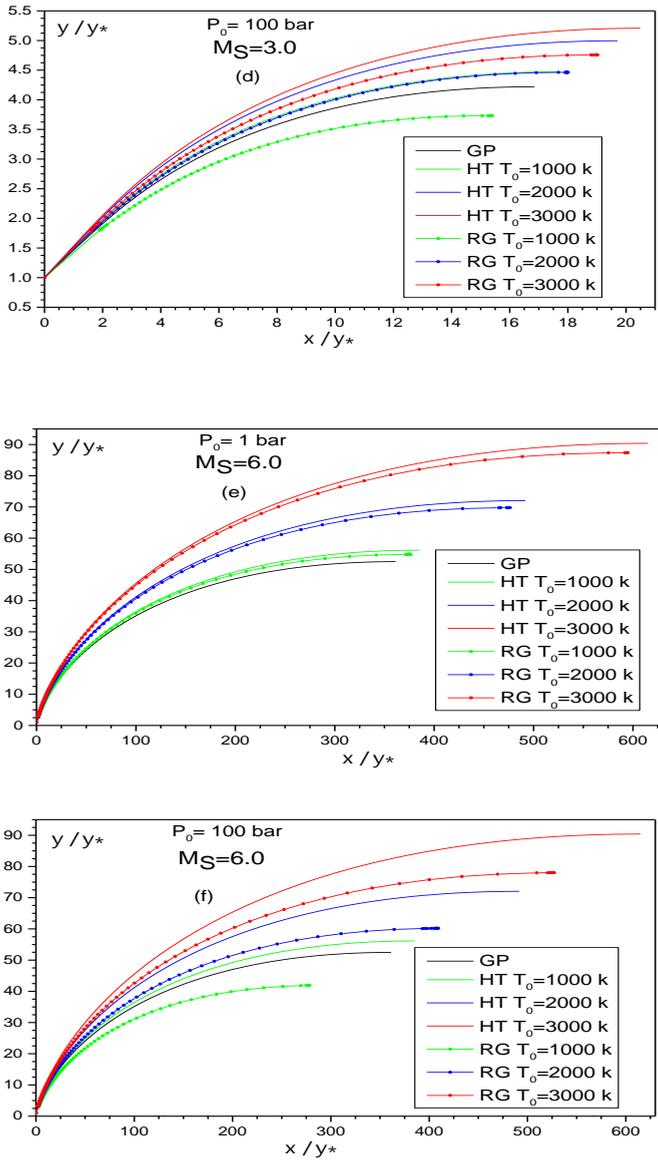 y / y*
P₀= 100 bar
MS=3.0
(d)
5.5
5.0
4.5
4.0
3.5
3.0
2.5
2.0
1.5
1.0
0.5
GP
HT T₀=1000 k
HT T₀=2000 k
HT T₀=3000 k
RG T₀=1000 k
RG T₀=2000 k
RG T₀=3000 k
0 2 4 6 8 10 12 14 16 18 20
x / y*
y / y*
P₀= 1 bar
MS=6.0
(e)
90
80
70
60
50
40
30
20
10
0
GP
HT T₀=1000 k
HT T₀=2000 k
HT T₀=3000 k
RG T₀=1000 k
RG T₀=2000 k
RG T₀=3000 k
0 100 200 300 400 500 600
x / y*
y / y*
P₀= 100 bar
MS=6.0
(f)
90
80
70
60
50
40
30
20
10
0
GP
HT T₀=1000 k
HT T₀=2000 k
HT T₀=3000 k
RG T₀=1000 k
RG T₀=2000 k
RG T₀=3000 k
0 100 200 300 400 500 600
x / y*